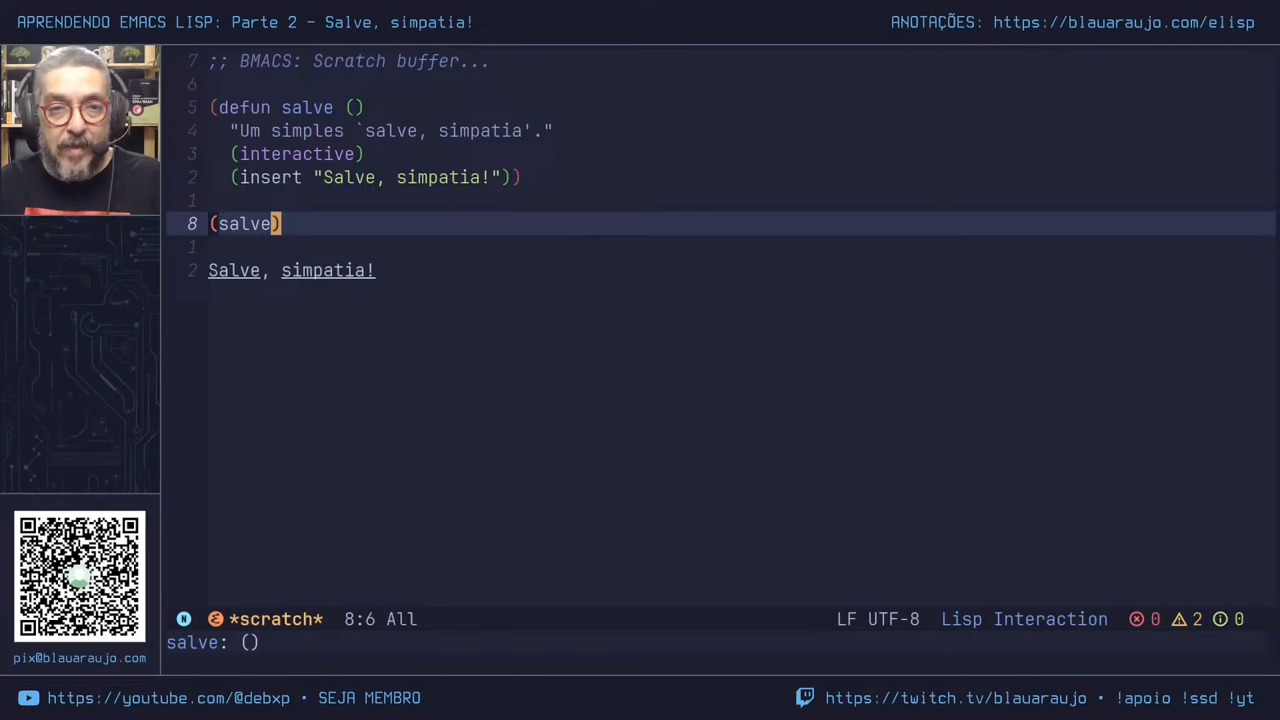 APRENDENDO EMACS LISP: Parte 2 - Salve, simpatia!
ANOTAÇÕES: https://blauaraujo.com/elisp
7 ;; BMACS: Scratch buffer...
6
5 (defun salve ()
4 "Um simples `salve, simpatia'."
3 (interactive)
2 (insert "Salve, simpatia!"))
1
8 (salve)
1
2 Salve, simpatia!
N *scratch* 8:6 All LF UTF-8 Lisp Interaction 0 2 0
salve: ()
pix@blauaraujo.com
https://youtube.com/@debxp • SEJA MEMBRO
https://twitch.tv/blauaraujo • !apoio !ssd !yt